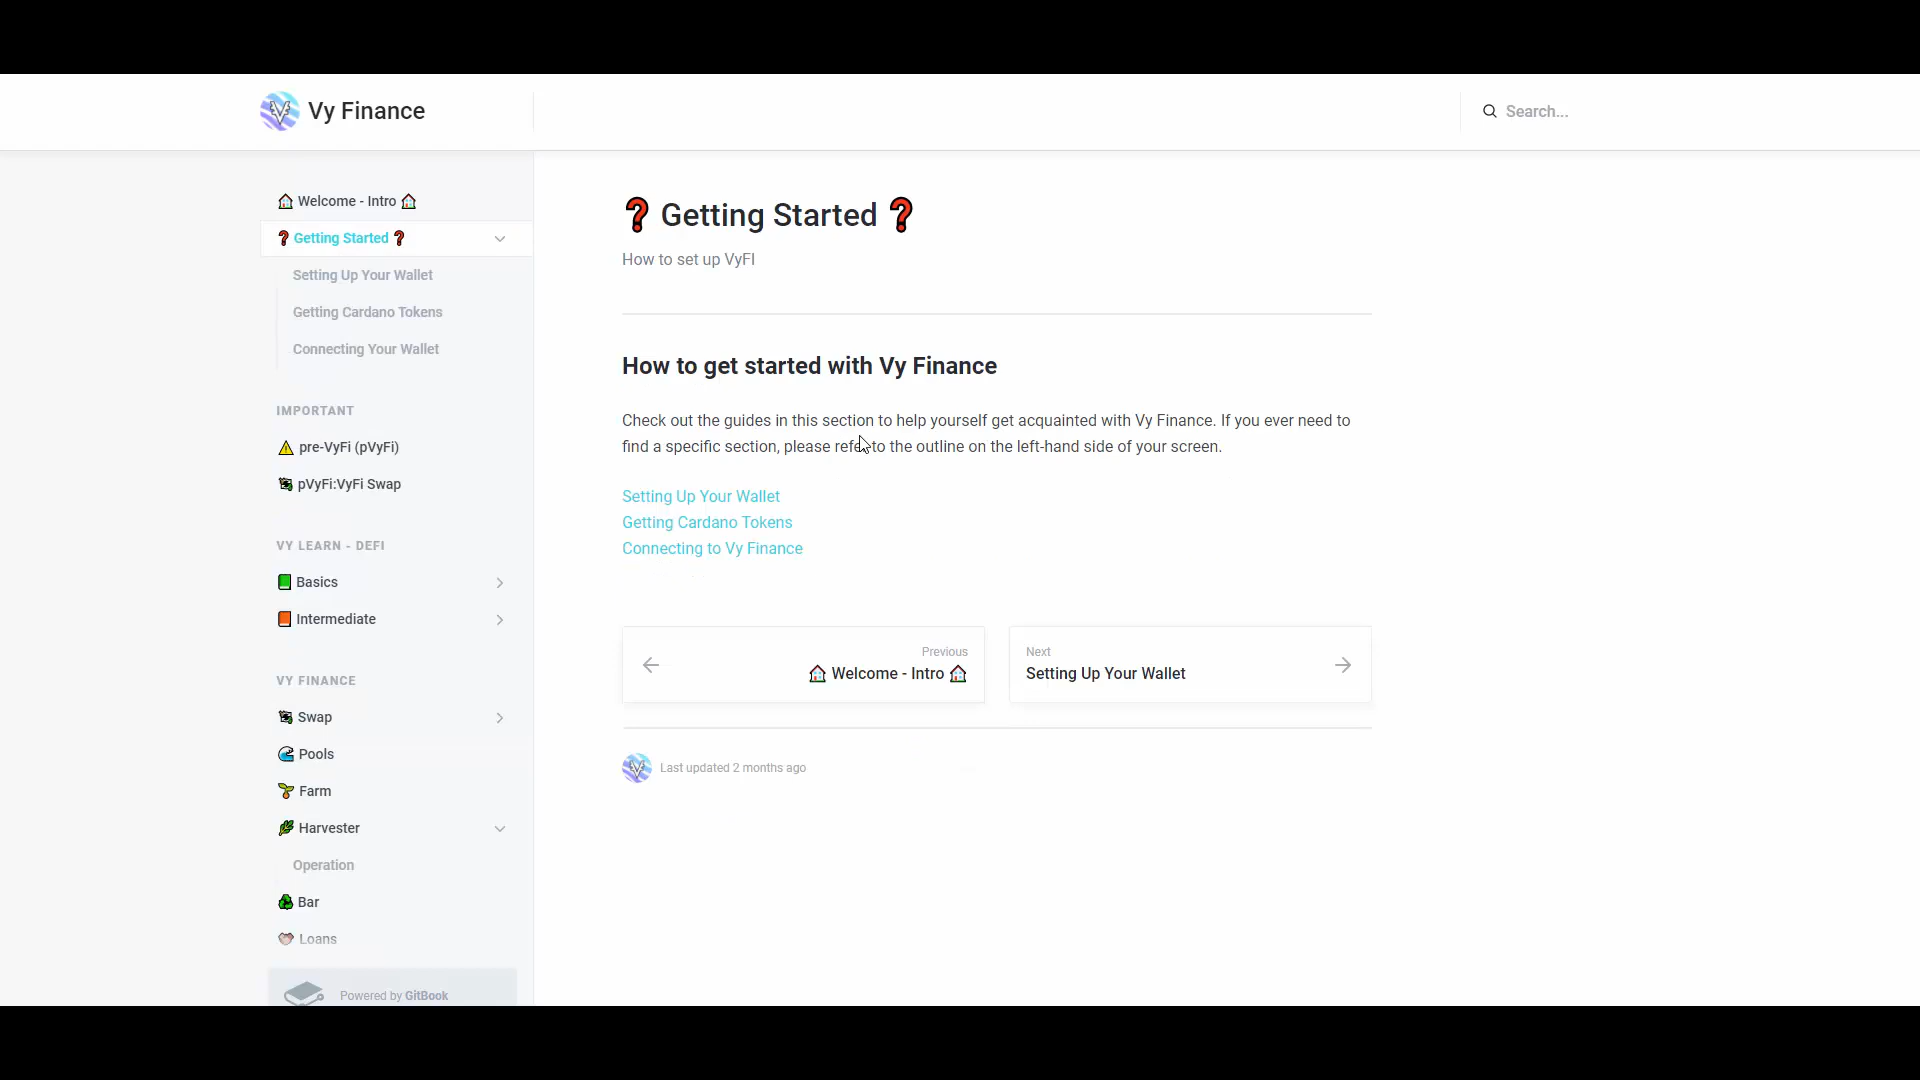 Vy Finance
Search...
Welcome - Intro
Getting Started
Setting Up Your Wallet
Getting Cardano Tokens
Connecting Your Wallet
IMPORTANT
pre-VyFi (pVyFi)
pVyFi:VyFi Swap
VY LEARN - DEFI
Basics
Intermediate
VY FINANCE
Swap
Pools
Farm
Harvester
Operation
Bar
Loans
Powered by GitBook
❓ Getting Started ❓
How to set up VyFI
How to get started with Vy Finance
Check out the guides in this section to help yourself get acquainted with Vy Finance. If you ever need to
find a specific section, please refer to the outline on the left-hand side of your screen.
Setting Up Your Wallet
Getting Cardano Tokens
Connecting to Vy Finance
Previous
Welcome - Intro
Next
Setting Up Your Wallet
Last updated 2 months ago